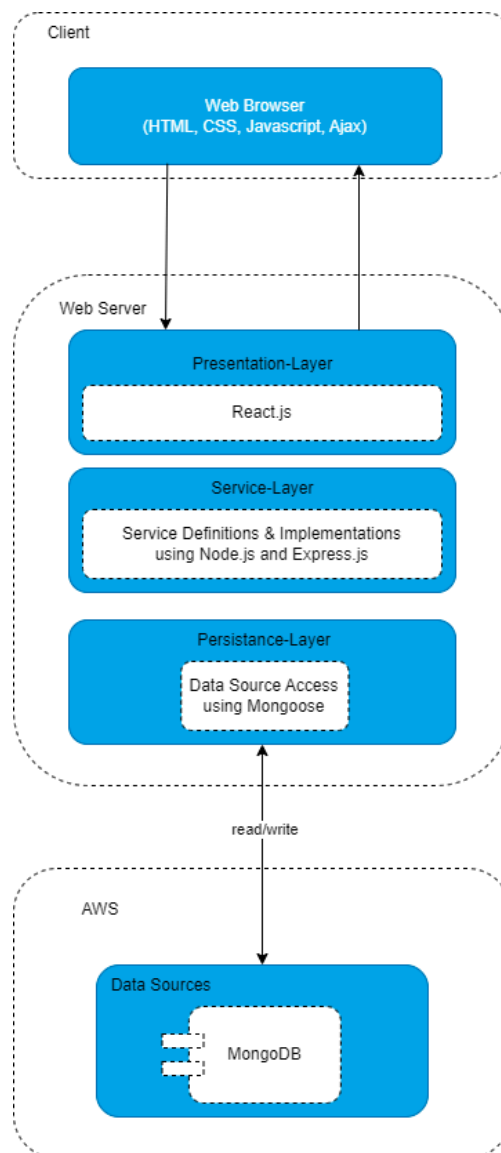 Client
Web Browser
(HTML, CSS, Javascript, Ajax)
Web Server
Presentation-Layer
React.js
Service-Layer
Service Definitions & Implementations
using Node.js and Express.js
Persistance-Layer
Data Source Access
using Mongoose
read/write
AWS
Data Sources
MongoDB